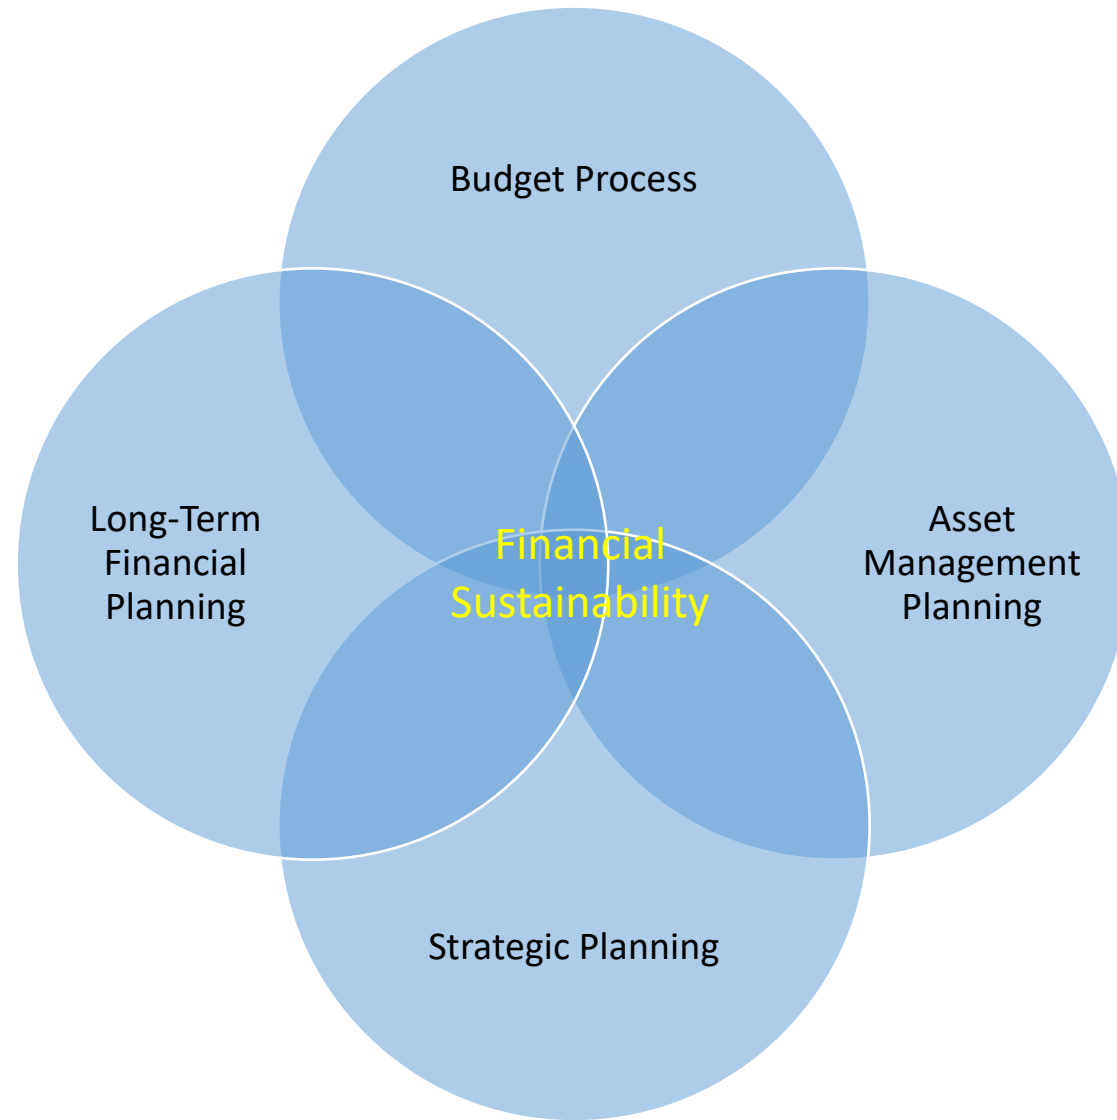 Budget Process
Long-Term
Financial
Planning
Financial
Sustainability
Asset
Management
Planning
Strategic Planning